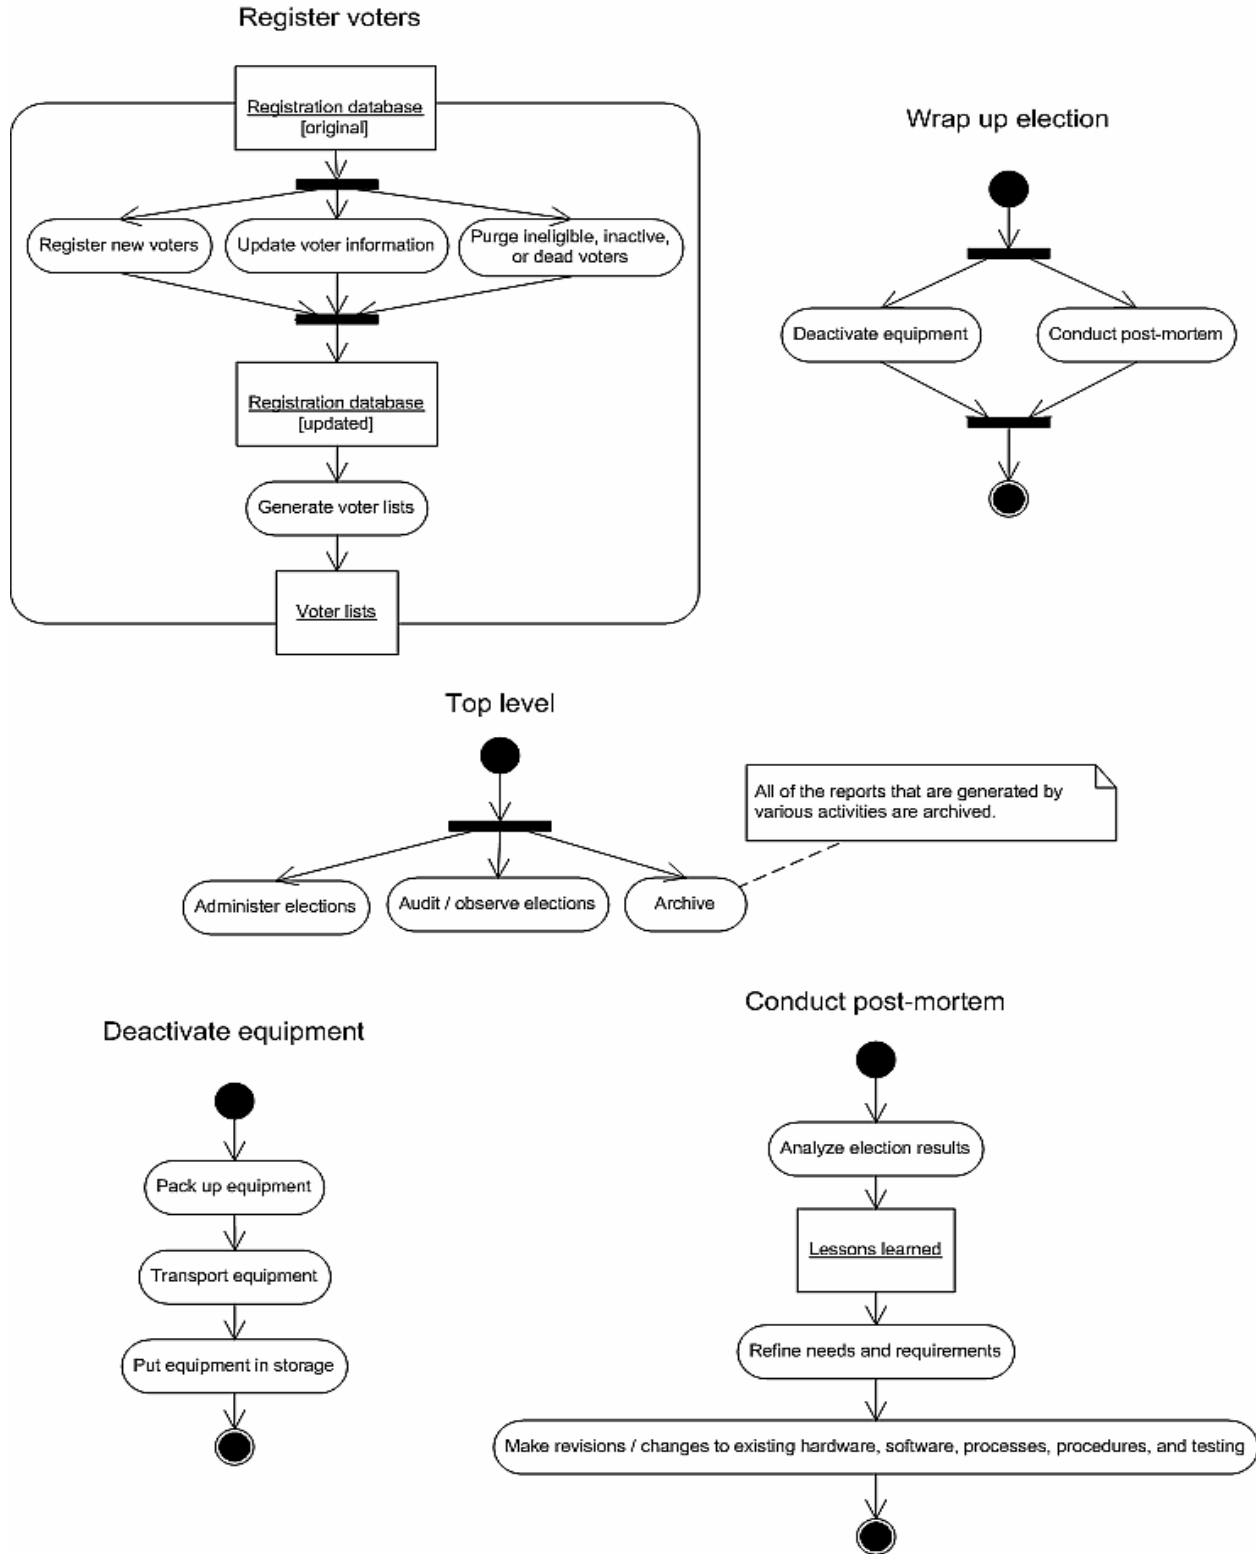 Register voters
Registration database
[original]
Register new voters
Update voter information
Purge ineligible, inactive,
or dead voters
Registration database
[updated]
Generate voter lists
Voter lists
Wrap up election
Deactivate equipment
Conduct post-mortem
Top level
All of the reports that are generated by
various activities are archived.
Administer elections
Audit / observe elections
Archive
Deactivate equipment
Pack up equipment
Transport equipment
Put equipment in storage
Conduct post-mortem
Analyze election results
Lessons learned
Refine needs and requirements
Make revisions / changes to existing hardware, software, processes, procedures, and testing